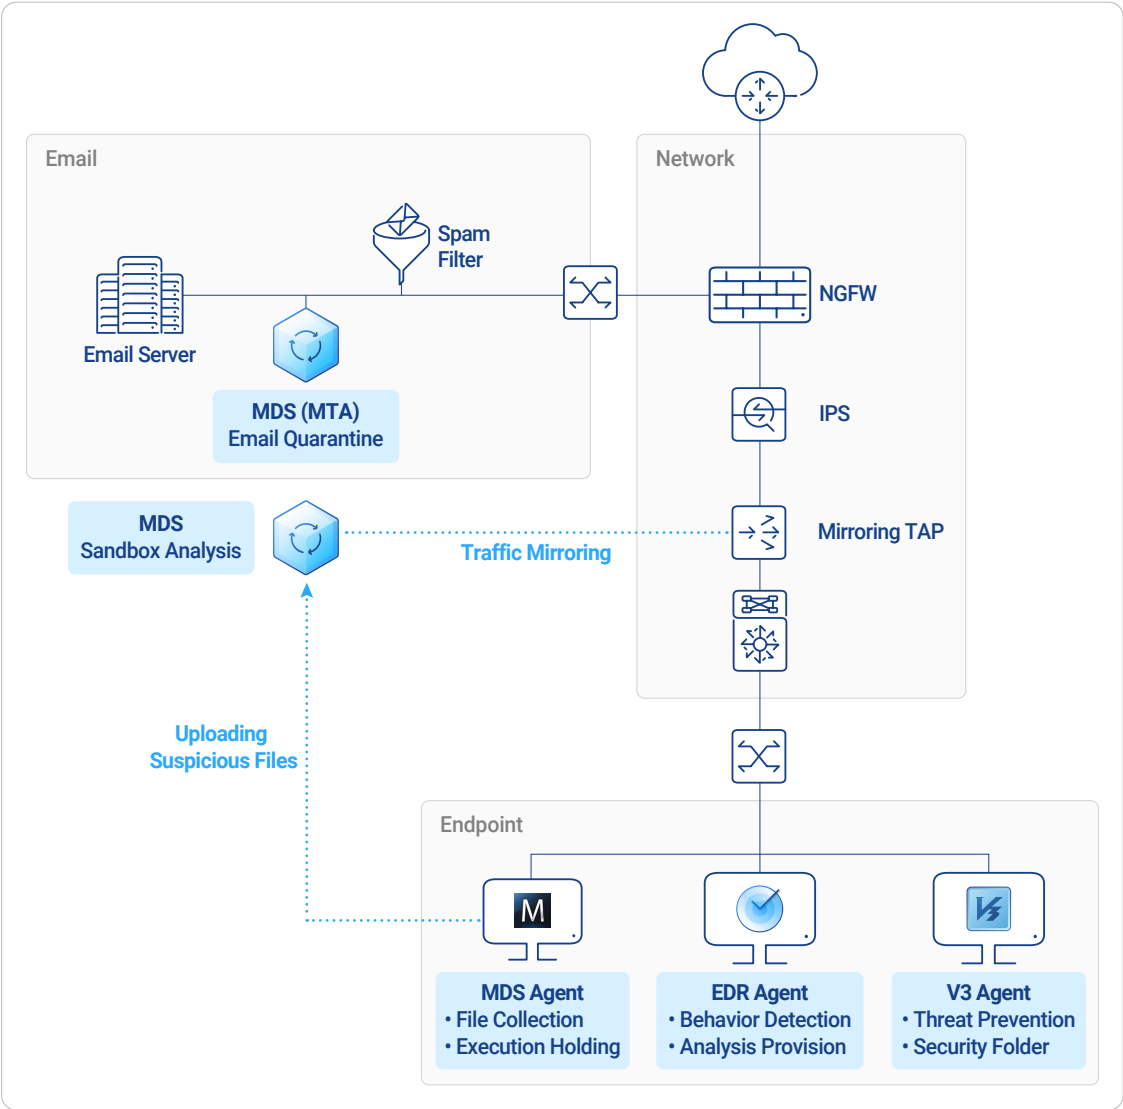 Email
Network
Spam
Filter
NGFW
Email Server
MDS (MTA)
Email Quarantine
IPS
MDS
Sandbox Analysis
Traffic Mirroring
Mirroring TAP
Uploading
Suspicious Files
Endpoint
M
V3
MDS Agent
• File Collection
• Execution Holding
EDR Agent
• Behavior Detection
• Analysis Provision
V3 Agent
• Threat Prevention
• Security Folder